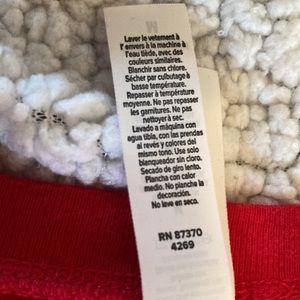 Laver le vêtement à
l' envers à la machine à
l'eau tiède, avec des
couleurs similaires.
Blanchir sans chlore.
Sécher par culbutage à
basse température.
Repasser à température
moyenne. Ne pas repasser
les garnitures. Ne pas
nettoyer à sec.
Lavado a máquina con
agua tibia, con las prendas
al revés y colores del
mismo tono. Use solo
blanqueador sin cloro.
Secado de giro lento.
Plancha con calor
medio. No planche la
decoración.
No lave en seco.
RN 87370
4269